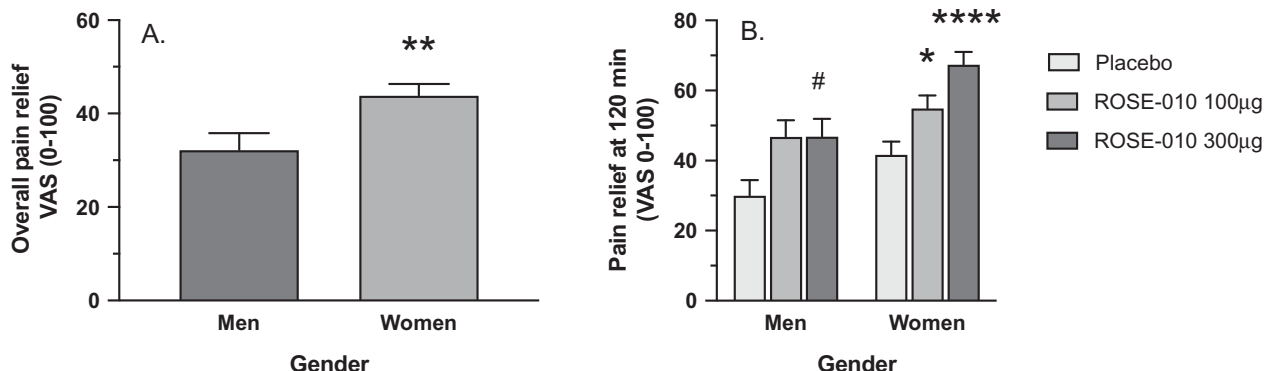 A.
Overall pain relief
VAS (0-100)
60
40
20
0
**
Men
Women
Gender
B.
Pain relief at 120 min
(VAS 0-100)
80
60
40
20
0
#
*
****
Men
Women
Gender
Placebo
ROSE-010 100µg
ROSE-010 300µg